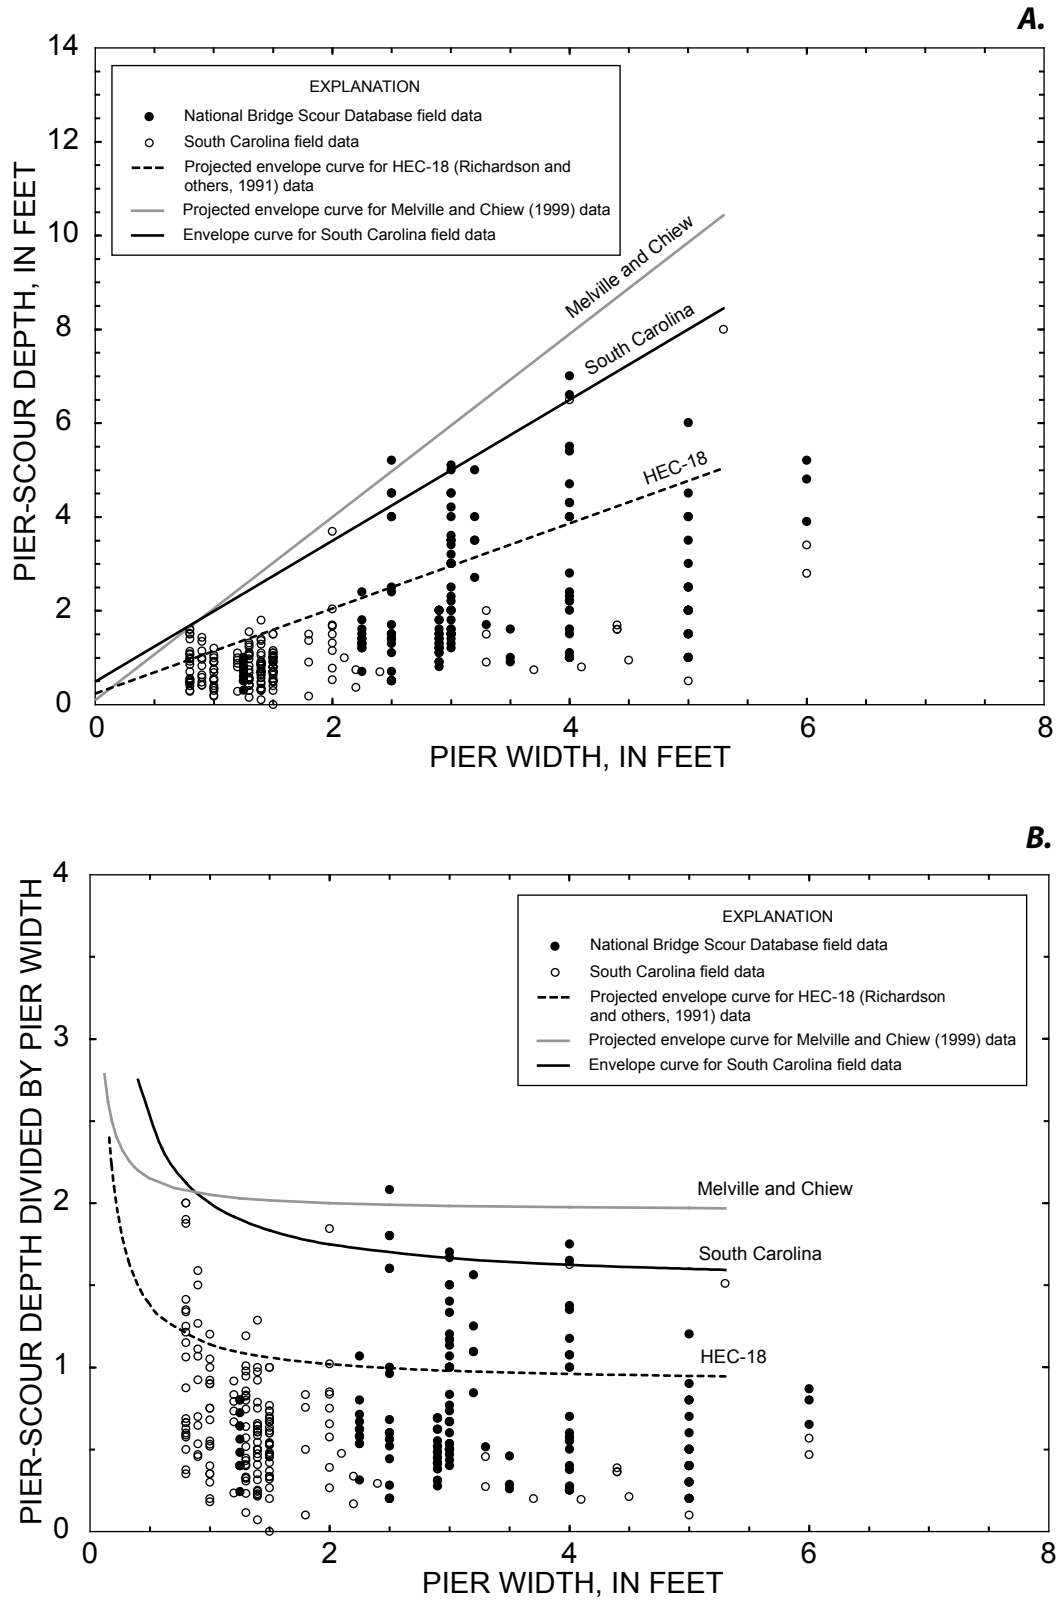 A.
PIER-SCOUR DEPTH, IN FEET
14
12
10
8
6
4
2
0
EXPLANATION
National Bridge Scour Database field data
South Carolina field data
Projected envelope curve for HEC-18 (Richardson and
others, 1991) data
Projected envelope curve for Melville and Chiew (1999) data
Envelope curve for South Carolina field data
Melville and Chiew
South Carolina
HEC-18
0 2 4 6 8
PIER WIDTH, IN FEET
B.
PIER-SCOUR DEPTH DIVIDED BY PIER WIDTH
4
3
2
1
0
EXPLANATION
National Bridge Scour Database field data
South Carolina field data
Projected envelope curve for HEC-18 (Richardson
and others, 1991) data
Projected envelope curve for Melville and Chiew (1999) data
Envelope curve for South Carolina field data
Melville and Chiew
South Carolina
HEC-18
0 2 4 6 8
PIER WIDTH, IN FEET